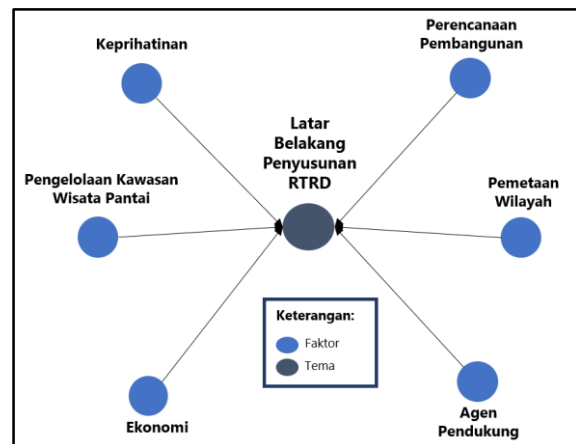 Keprihatinan
Perencanaan
Pembangunan
Latar
Belakang
Penyusunan
RTRD
Pengelolaan Kawasan
Wisata Pantai
Pemetaan
Wilayah
Keterangan:
Faktor
Tema
Ekonomi
Agen
Pendukung